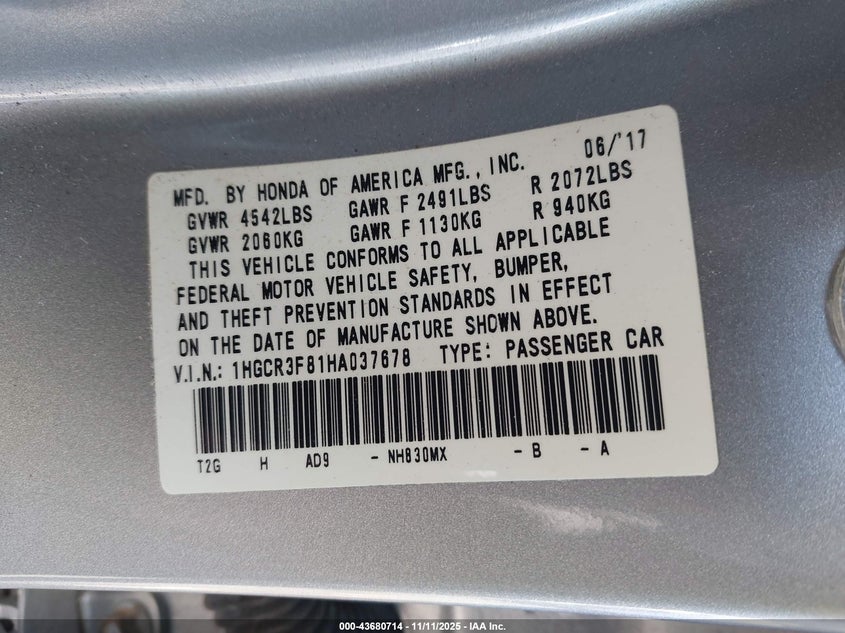 MFD. BY HONDA OF AMERICA MFG., INC. 06/'17
GVWR 4542LBS GAWR F 2491LBS R 2072LBS
GVWR 2060KG GAWR F 1130KG R 940KG
THIS VEHICLE CONFORMS TO ALL APPLICABLE
FEDERAL MOTOR VEHICLE SAFETY, BUMPER,
AND THEFT PREVENTION STANDARDS IN EFFECT
ON THE DATE OF MANUFACTURE SHOWN ABOVE.
V.I.N.: 1HGCR3F81HA037678 TYPE: PASSENGER CAR
T2G H AD9 - NH830MX - B - A
000-43680714 - 11/11/2025 - IAA Inc.